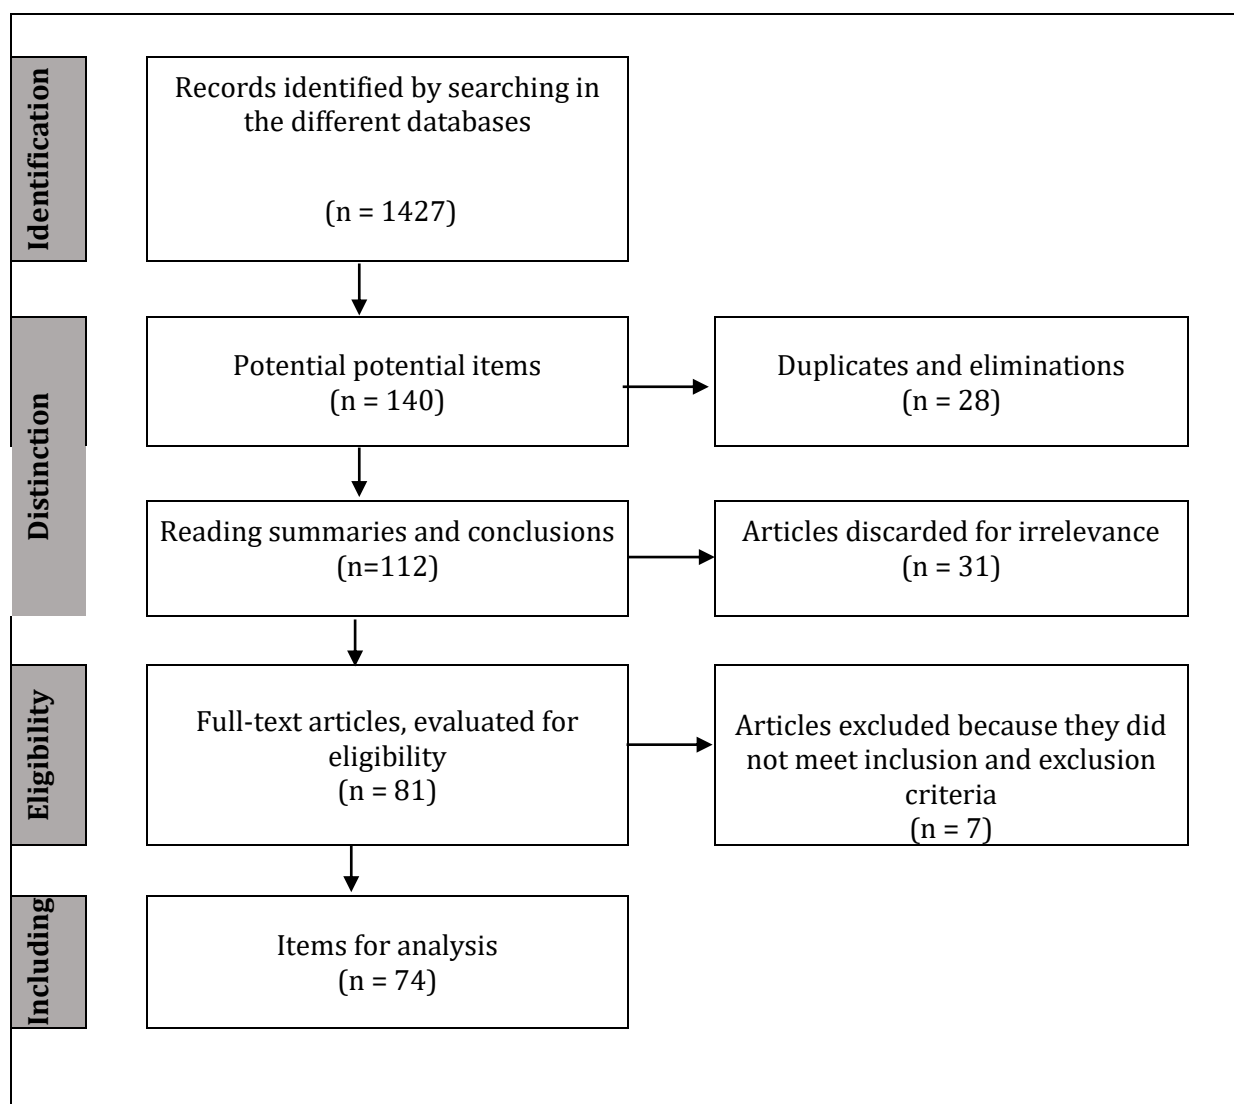 Identification
Records identified by searching in
the different databases
(n = 1427)
Distinction
Potential potential items
(n = 140)
Duplicates and eliminations
(n = 28)
Reading summaries and conclusions
(n=112)
Articles discarded for irrelevance
(n = 31)
Eligibility
Full-text articles, evaluated for
eligibility
(n = 81)
Articles excluded because they did
not meet inclusion and exclusion
criteria
(n = 7)
Including
Items for analysis
(n = 74)